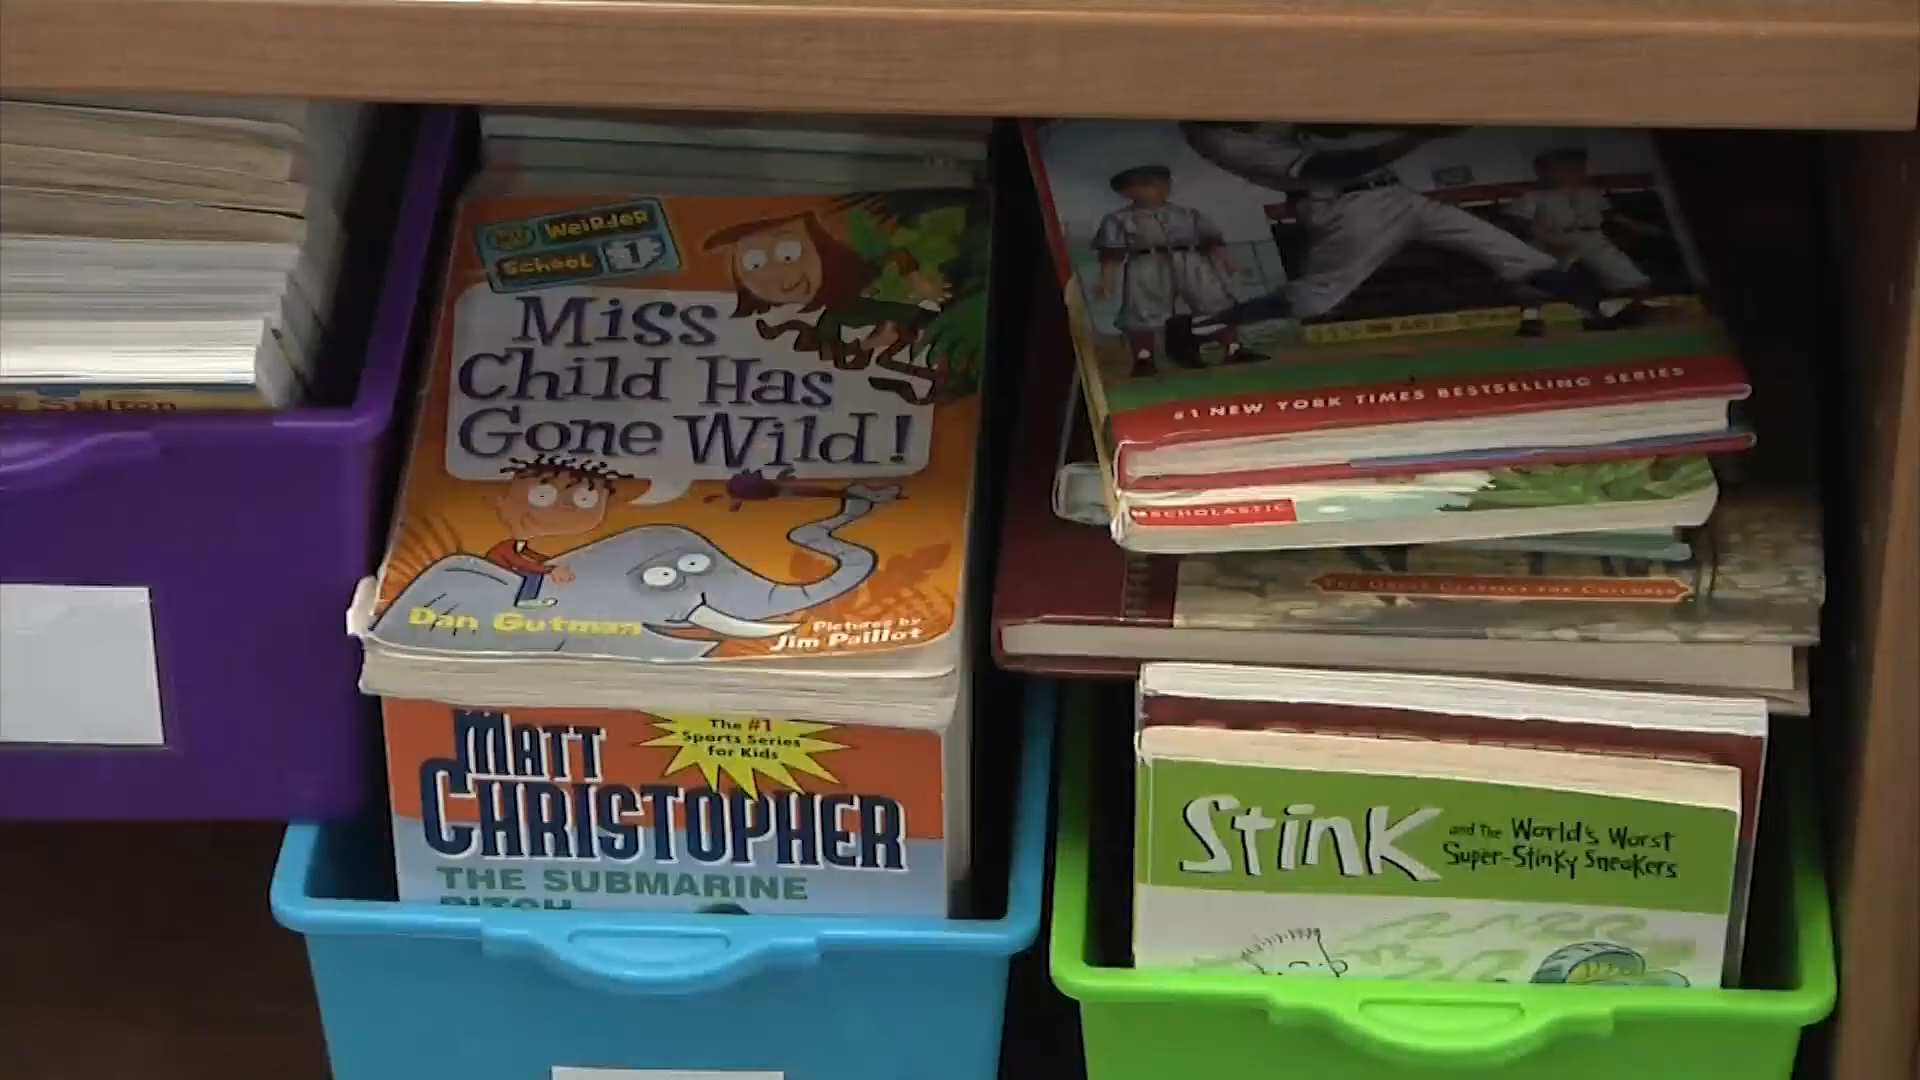 My Weirder
School 1
Miss
Child Has
Gone Wild!
Dan Gutman
Pictures by
Jim Paillot
Matt
Christopher
The #1
Sports Series
for Kids
THE SUBMARINE
PITCH
#1 NEW YORK TIMES BESTSELLING SERIES
SCHOLASTIC
Stink
and the World's Worst
Super-Stinky Sneakers